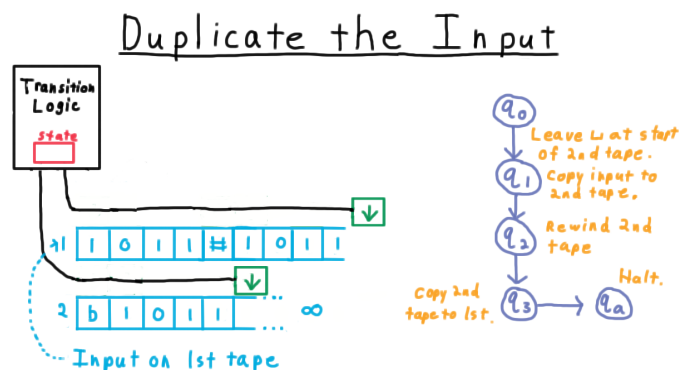 Duplicate the Input
Transition
Logic
state
1 1 0 1 1 # 1 0 1 1
2 b 1 0 1 1 ... ... ∞
Input on 1st tape
q0
Leave ⊔ at start
of 2nd tape.
q1
Copy input to
2nd tape.
q2
Rewind 2nd
tape
Copy 2nd
tape to 1st.
q3
Halt.
qa